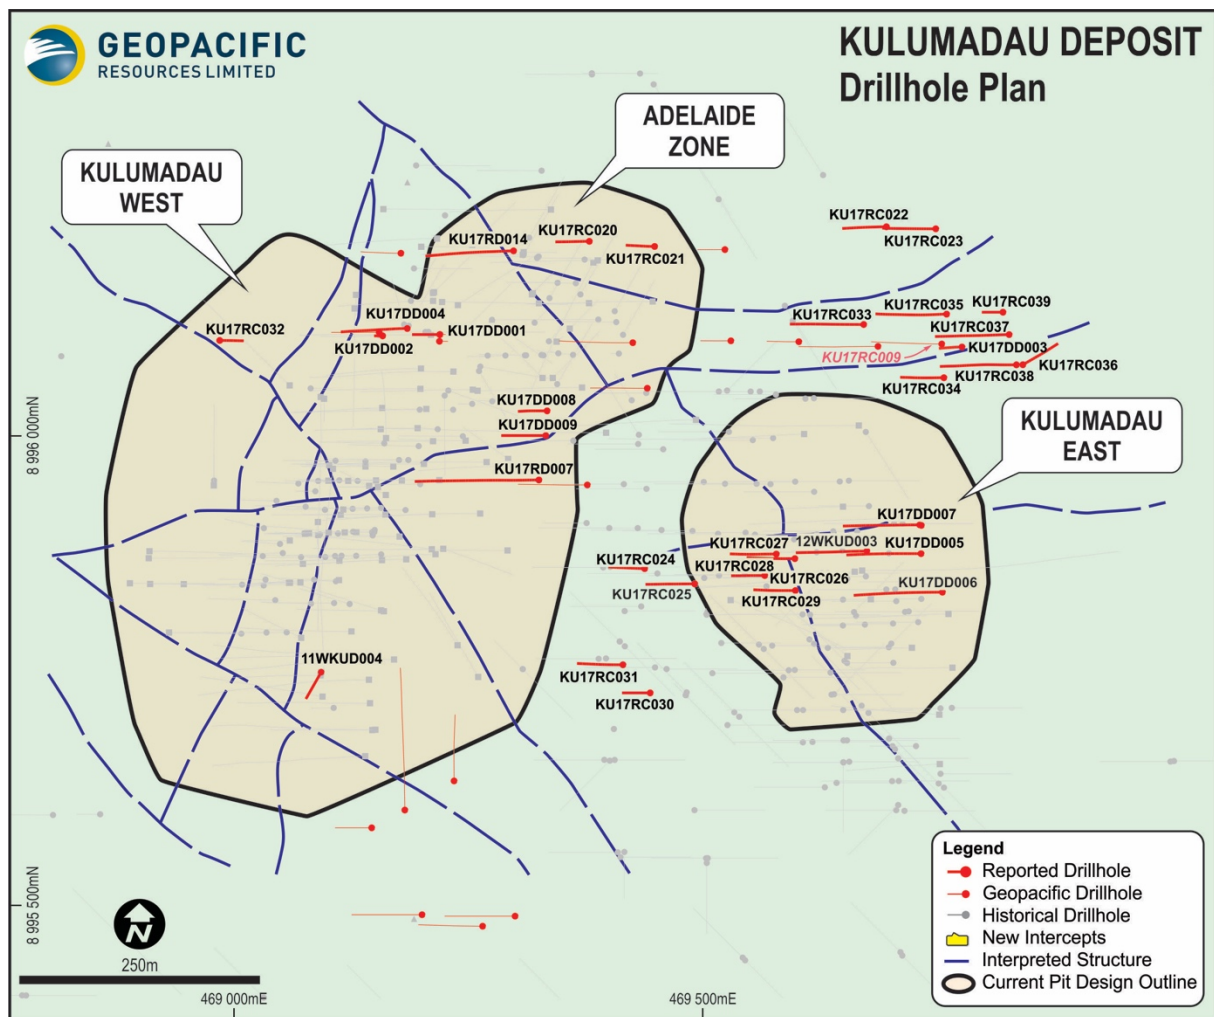 GEOPACIFIC
RESOURCES LIMITED
KULUMADAU DEPOSIT
Drillhole Plan
ADELAIDE
ZONE
KULUMADAU
WEST
KU17RC020
KU17RC022
KU17RD014
KU17RC021
KU17RC023
KU17DD004
KU17RC035
KU17RC039
KU17RC032
KU17DD001
KU17RC033
KU17RC037
KU17DD002
KU17DD003
KU17RC009
KU17RC036
KU17RC038
KU17RC034
KU17DD008
KU17DD009
KULUMADAU
EAST
8 996 000mN
KU17RD007
KU17DD007
KU17RC027
12WKUD003
KU17DD005
KU17RC024
KU17RC028
KU17RC026
KU17DD006
KU17RC025
KU17RC029
11WKUD004
KU17RC031
KU17RC030
8 995 500mN
N
250m
469 000mE
469 500mE
Legend
Reported Drillhole
Geopacific Drillhole
Historical Drillhole
New Intercepts
Interpreted Structure
Current Pit Design Outline